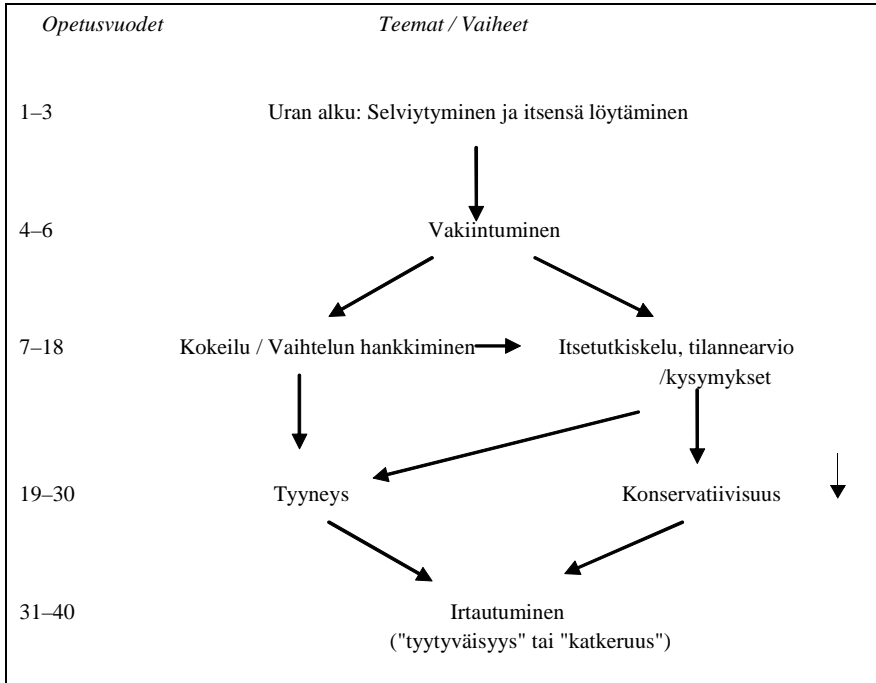 Opetusvuodet Teemat / Vaiheet
1–3 Uran alku: Selviytyminen ja itsensä löytäminen
4–6 Vakiintuminen
7–18 Kokeilu / Vaihtelun hankkiminen Itsetutkiskelu, tilannearvio
/kysymykset
19–30 Tyyneys Konservatiivisuus
31–40 Irtautuminen
("tyytyväisyys" tai "katkeruus")